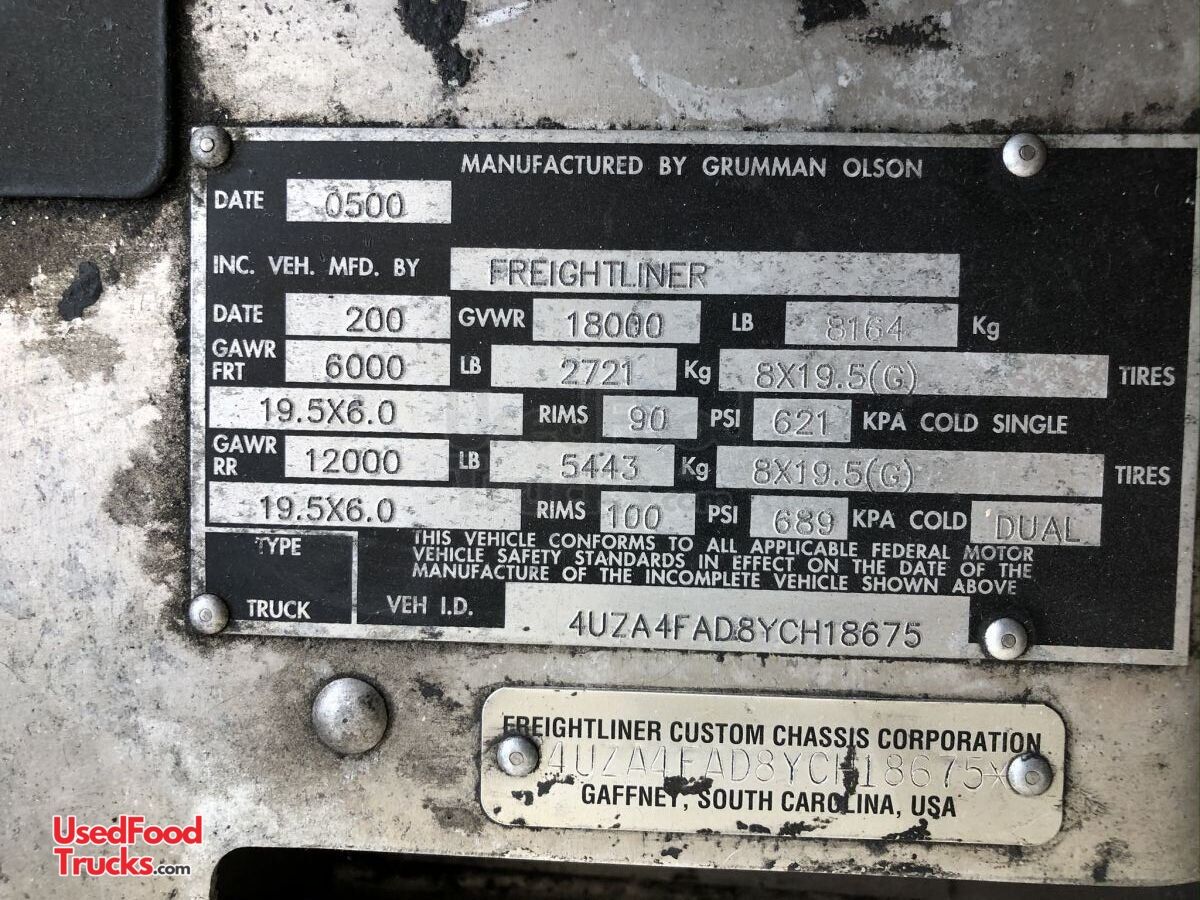 MANUFACTURED BY GRUMMAN OLSON
DATE 0500
INC. VEH. MFD. BY FREIGHTLINER
DATE 200 GVWR 18000 LB 8164 Kg
GAWR FRT 6000 LB 2721 Kg 8X19.5(G) TIRES
19.5X6.0 RIMS 90 PSI 621 KPA COLD SINGLE
GAWR RR 12000 LB 5443 Kg 8X19.5(G) TIRES
19.5X6.0 RIMS 100 PSI 689 KPA COLD DUAL
TYPE
TRUCK
THIS VEHICLE CONFORMS TO ALL APPLICABLE FEDERAL MOTOR
VEHICLE SAFETY STANDARDS IN EFFECT ON THE DATE OF THE
MANUFACTURE OF THE INCOMPLETE VEHICLE SHOWN ABOVE
VEH I.D. 4UZA4FAD8YCH18675
FREIGHTLINER CUSTOM CHASSIS CORPORATION
4UZA4FAD8YCH18675
GAFFNEY, SOUTH CAROLINA, USA
UsedFood
Trucks.com